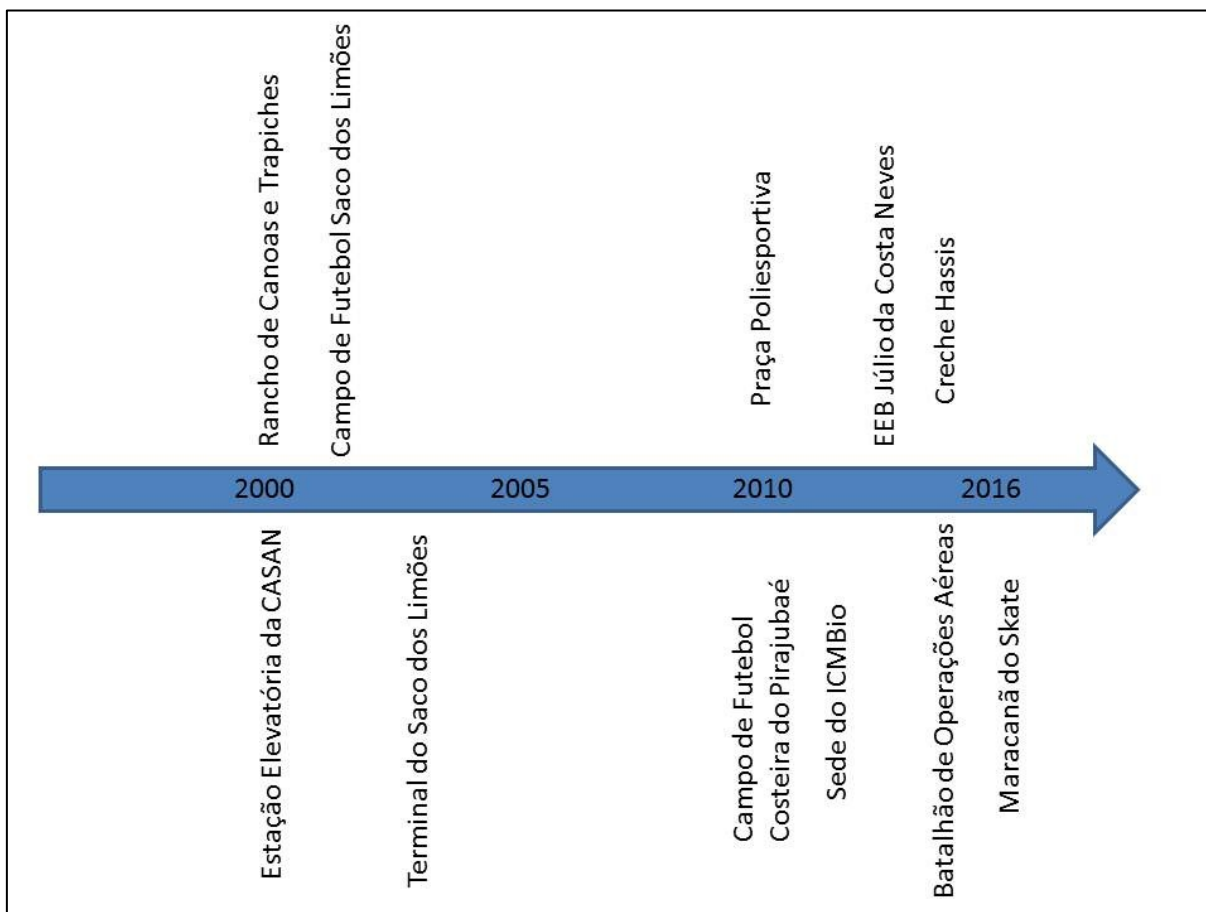 Rancho de Canoas e Trapiches
Campo de Futebol Saco dos Limões
Praça Poliesportiva
EEB Júlio da Costa Neves
Creche Hassis
2000
2005
2010
2016
Estação Elevatória da CASAN
Terminal do Saco dos Limões
Campo de Futebol
Costeira do Pirajubaé
Sede do ICMBio
Batalhão de Operações Aéreas
Maracanã do Skate